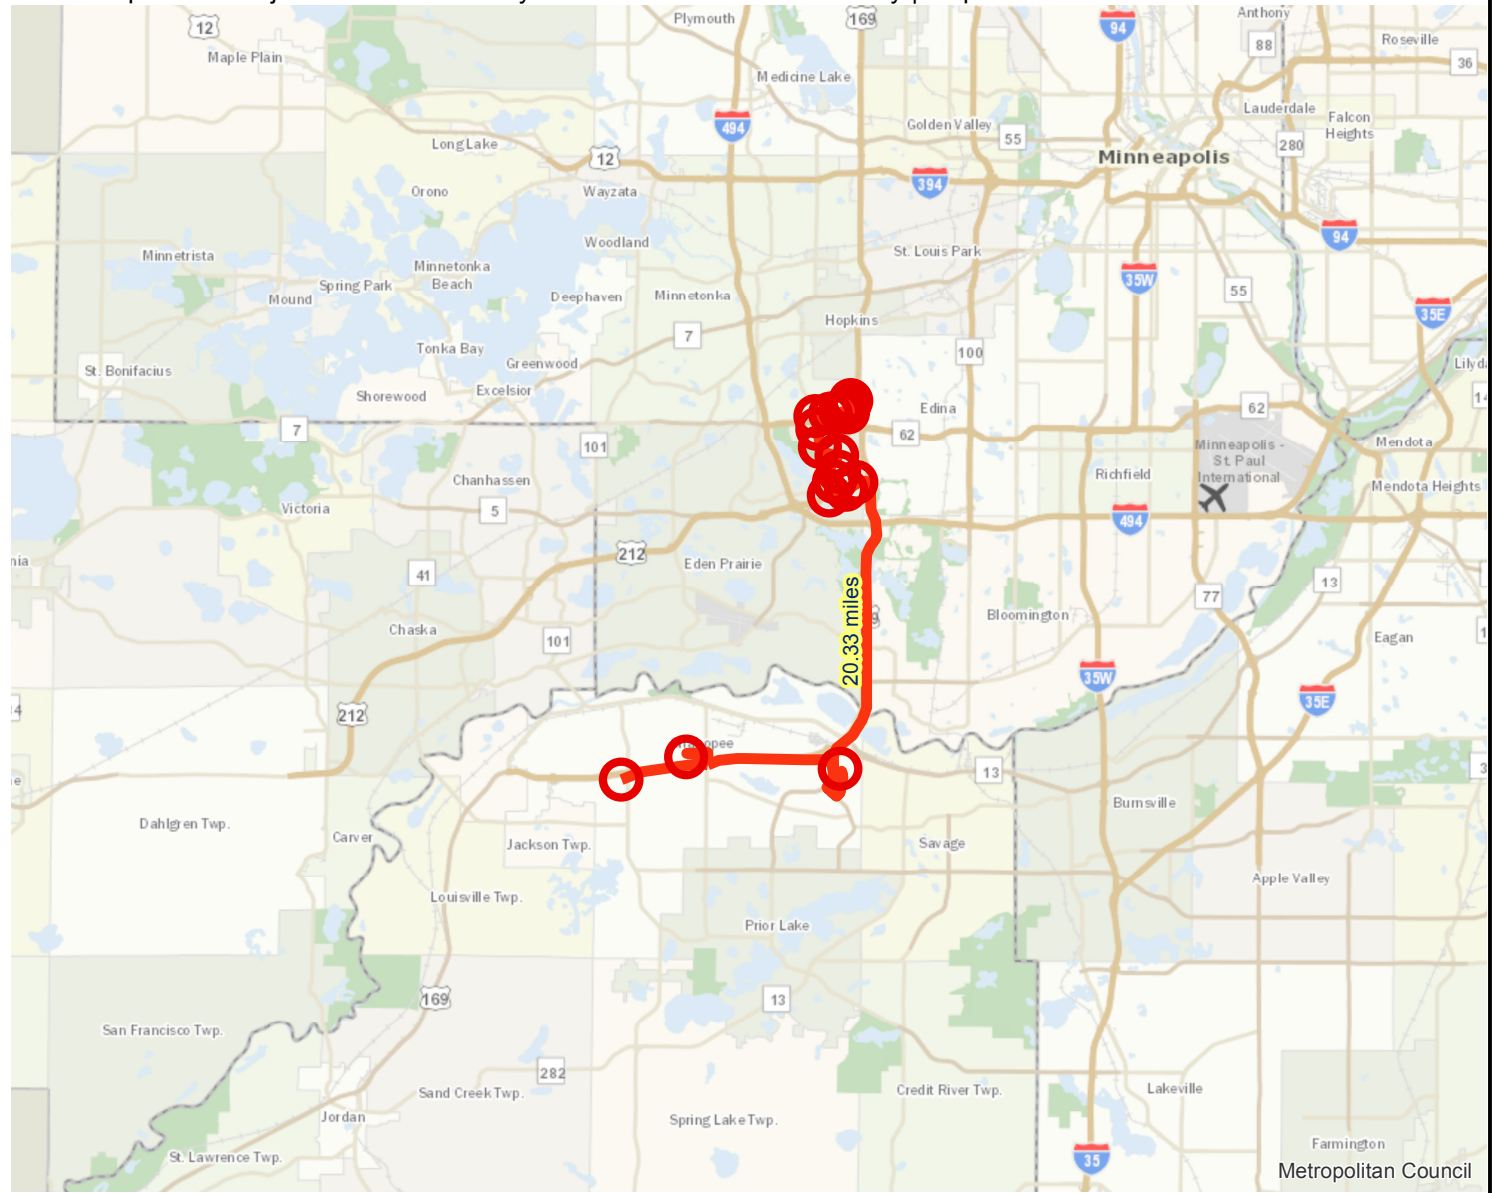 Plymouth
169
94
Anthony
12
88
Roseville
Maple Plain
36
Medicine Lake
Lauderdale
494
Golden Valley
55
Falcon
Heights
Long Lake
280
12
Minneapolis
394
Orono
Wayzata
94
Woodland
St. Louis Park
Minnetrista
Minnetonka
Beach
35W
Spring Park
55
Mound
Deephaven
Minnetonka
35E
Hopkins
7
Tonka Bay
100
Greenwood
St. Bonifacius
Excelsior
Shorewood
Edina
62
7
62
101
Mendota
Minneapolis -
St. Paul
International
Chanhassen
Richfield
Mendota Heights
Victoria
5
494
212
Eden Prairie
41
13
77
20.33 miles
Bloomington
Chaska
101
Eagan
35W
35E
212
13
Burnsville
Dahlgren Twp.
Carver
Jackson Twp.
Savage
Apple Valley
Louisville Twp.
Prior Lake
169
13
San Francisco Twp.
282
Sand Creek Twp.
Credit River Twp.
Lakeville
Jordan
Spring Lake Twp.
Farmington
St. Lawrence Twp.
35
Metropolitan Council